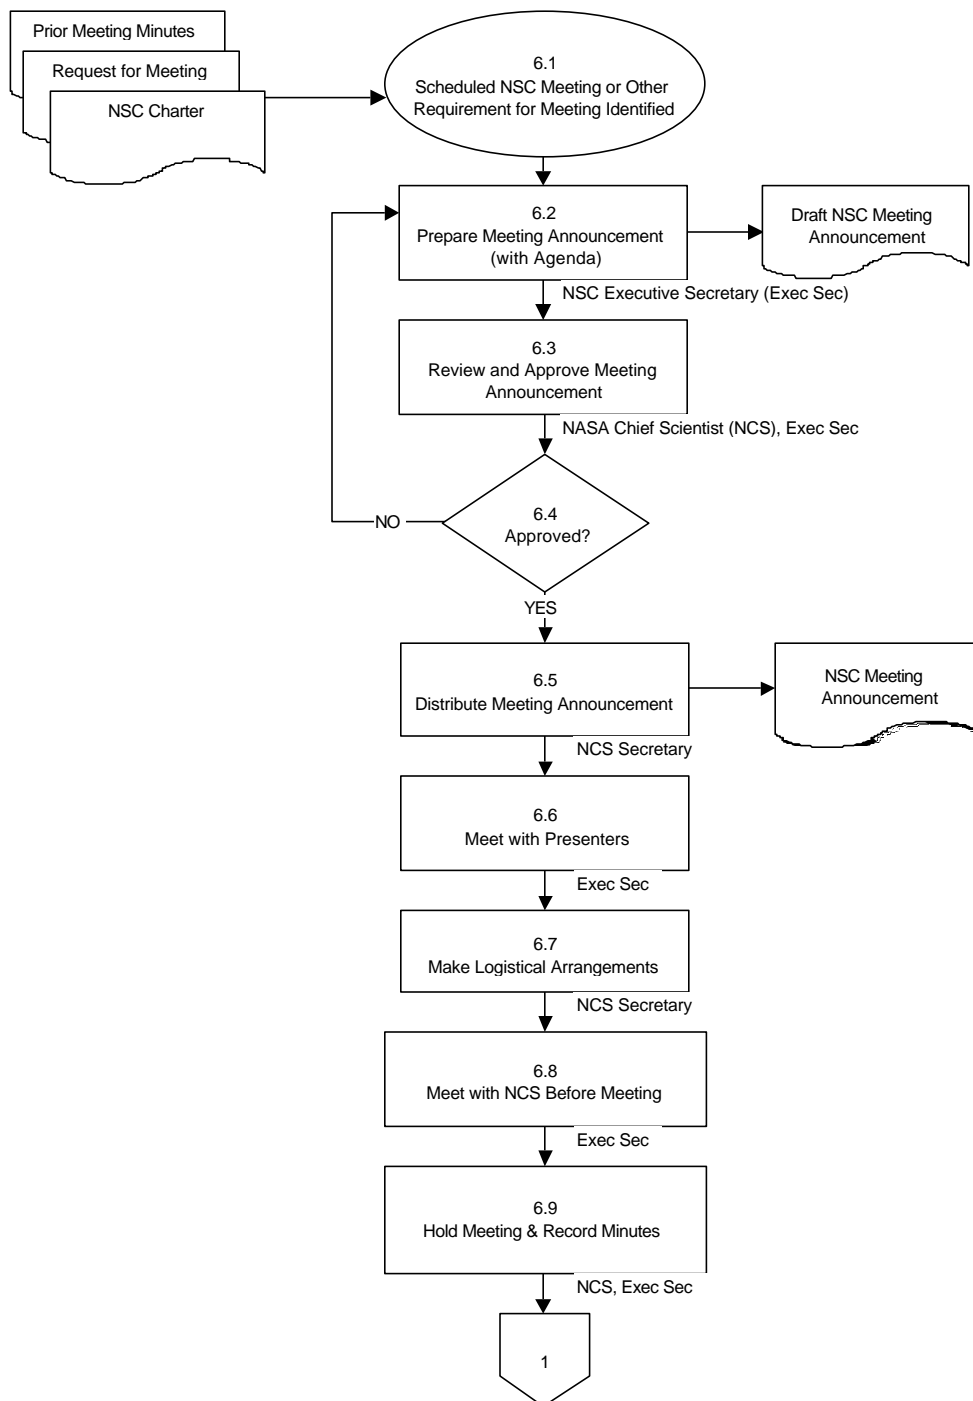 Prior Meeting Minutes
Request for Meeting
NSC Charter
6.1
Scheduled NSC Meeting or Other
Requirement for Meeting Identified
6.2
Prepare Meeting Announcement
(with Agenda)
Draft NSC Meeting
Announcement
NSC Executive Secretary (Exec Sec)
6.3
Review and Approve Meeting
Announcement
NASA Chief Scientist (NCS), Exec Sec
6.4
Approved?
NO
YES
6.5
Distribute Meeting Announcement
NSC Meeting
Announcement
NCS Secretary
6.6
Meet with Presenters
Exec Sec
6.7
Make Logistical Arrangements
NCS Secretary
6.8
Meet with NCS Before Meeting
Exec Sec
6.9
Hold Meeting & Record Minutes
NCS, Exec Sec
1